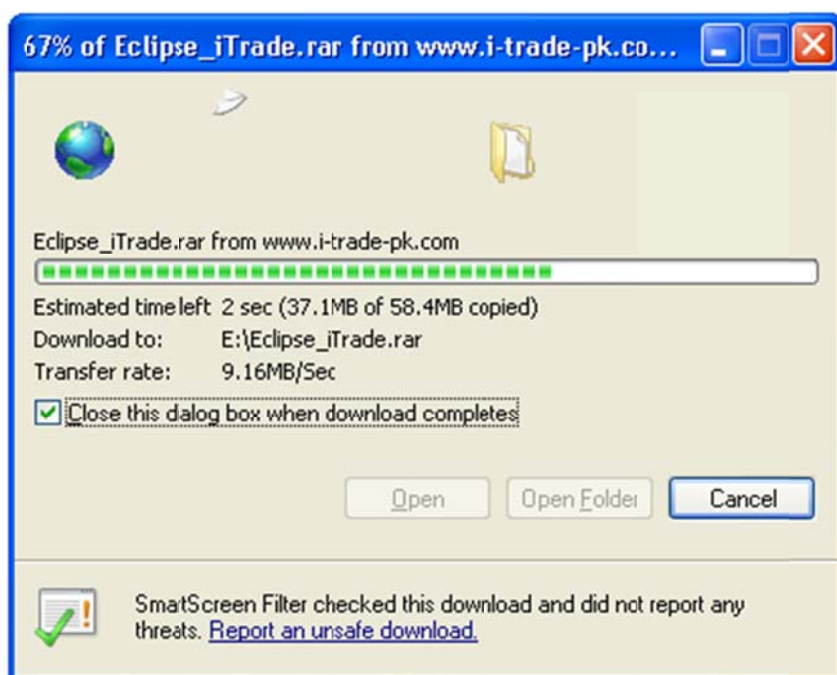 67% of Eclipse_iTrade.rar from www.i-trade-pk.co...
Eclipse_iTrade.rar from www.i-trade-pk.com
Estimated time left 2 sec (37.1MB of 58.4MB copied)
Download to: E:\Eclipse_iTrade.rar
Transfer rate: 9.16MB/Sec
Close this dialog box when download completes
Open Open Folder Cancel
SmartScreen Filter checked this download and did not report any
threats. Report an unsafe download.